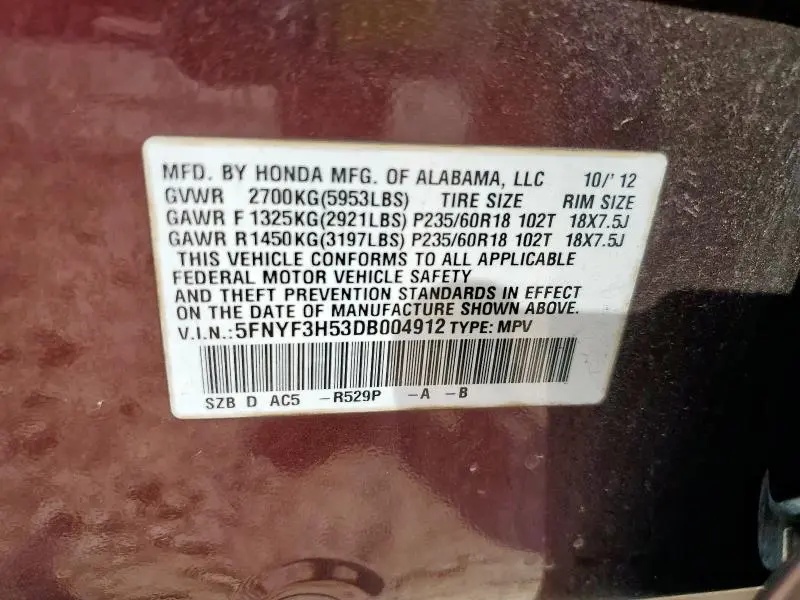 MFD. BY HONDA MFG. OF ALABAMA, LLC 10/'12
GVWR 2700KG(5953LBS) TIRE SIZE RIM SIZE
GAWR F 1325KG(2921LBS) P235/60R18 102T 18X7.5J
GAWR R1450KG(3197LBS) P235/60R18 102T 18X7.5J
THIS VEHICLE CONFORMS TO ALL APPLICABLE
FEDERAL MOTOR VEHICLE SAFETY
AND THEFT PREVENTION STANDARDS IN EFFECT
ON THE DATE OF MANUFACTURE SHOWN ABOVE.
V.I.N.:5FNYF3H53DB004912 TYPE: MPV
SZB D AC5 -R529P -A -B